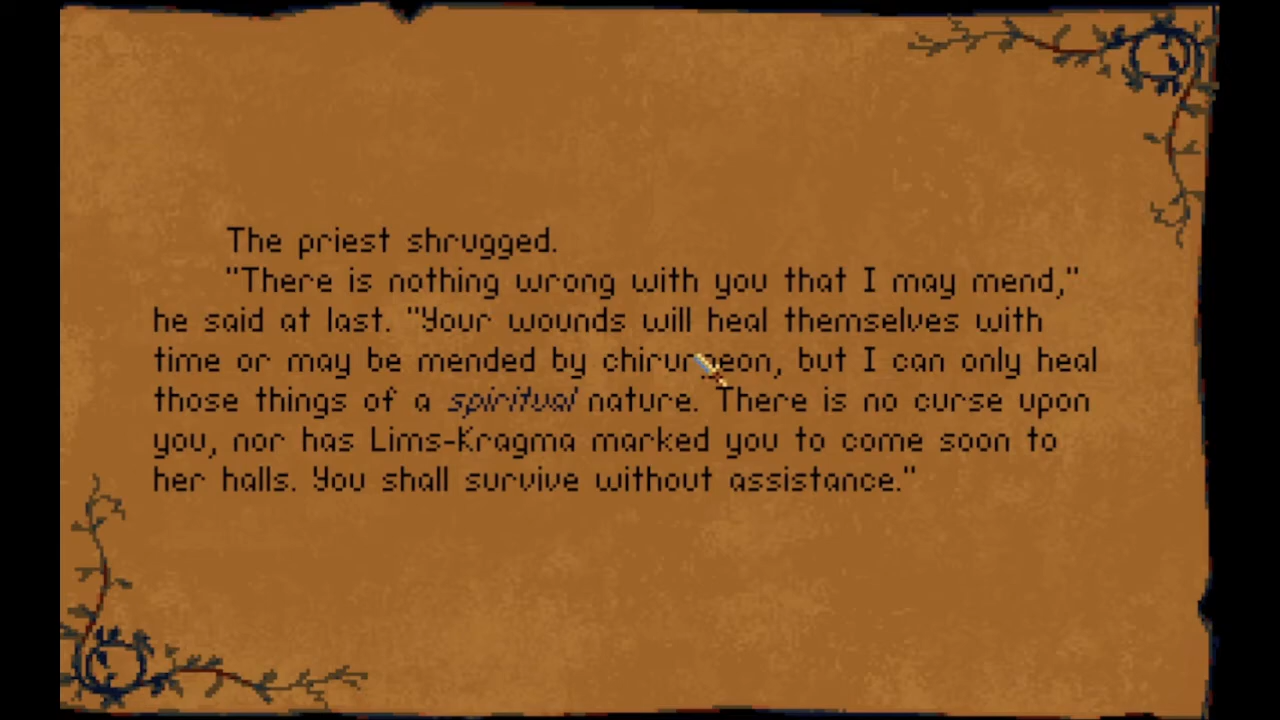 The priest shrugged.
"There is nothing wrong with you that I may mend,"
he said at last. "Your wounds will heal themselves with
time or may be mended by chirurgeon, but I can only heal
those things of a spiritual nature. There is no curse upon
you, nor has Lims-Kragma marked you to come soon to
her halls. You shall survive without assistance."